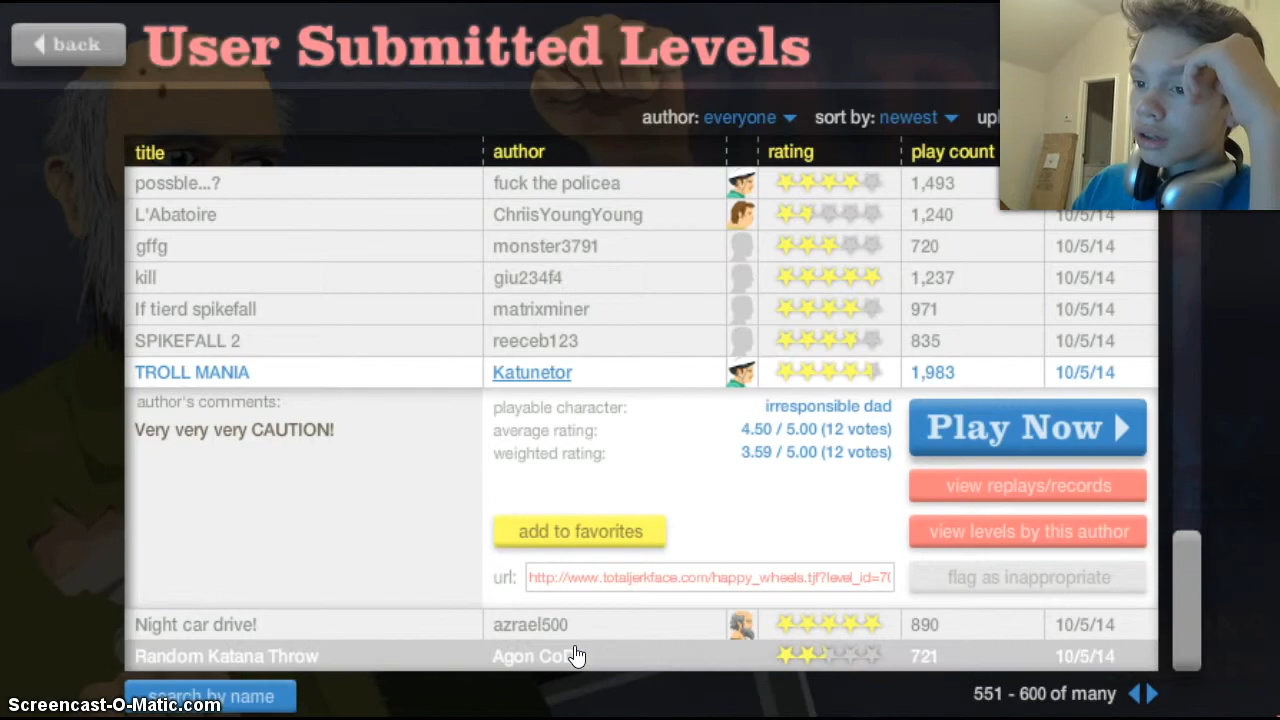 back
User Submitted Levels
author: everyone sort by: newest upl
title author rating play count
possble...? fuck the policea 1,493
L'Abatoire ChriisYoungYoung 1,240 10/5/14
gffg monster3791 720 10/5/14
kill giu234f4 1,237 10/5/14
If tierd spikefall matrixminer 971 10/5/14
SPIKEFALL 2 reeceb123 835 10/5/14
TROLL MANIA Katunetor 1,983 10/5/14
author's comments:
Very very very CAUTION!
playable character: irresponsible dad
average rating: 4.50 / 5.00 (12 votes)
weighted rating: 3.59 / 5.00 (12 votes)
Play Now
view replays/records
add to favorites
view levels by this author
url: http://www.totaljerkface.com/happy_wheels.tjf?level_id=7(
flag as inappropriate
Night car drive! azrael500 890 10/5/14
Random Katana Throw Agon 721 10/5/14
search by name
551 - 600 of many
Screencast-O-Matic.com